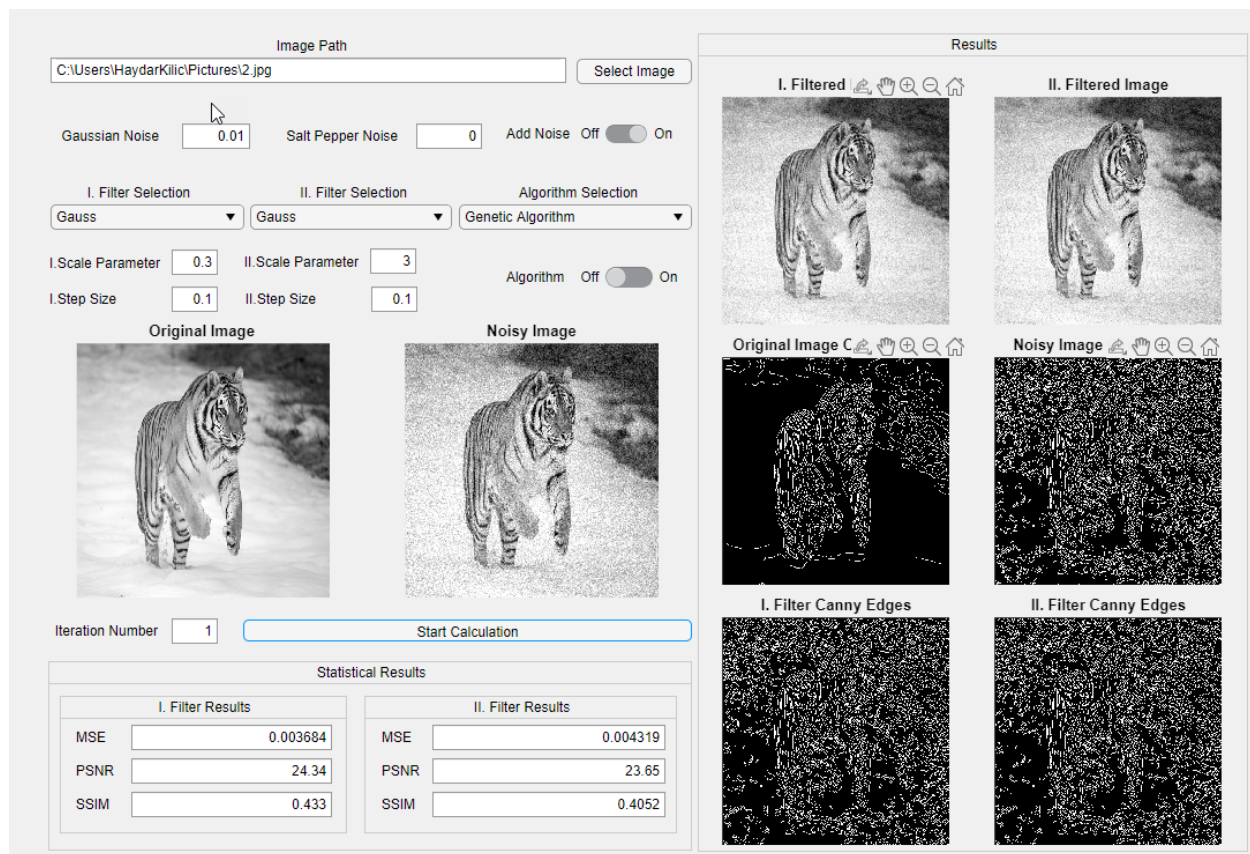 Image Path
C:\Users\HaydarKilic\Pictures\2.jpg
Select Image
Gaussian Noise 0.01 Salt Pepper Noise 0 Add Noise Off On
I. Filter Selection II. Filter Selection Algorithm Selection
Gauss Gauss Genetic Algorithm
I.Scale Parameter 0.3 II.Scale Parameter 3
Algorithm Off On
I.Step Size 0.1 II.Step Size 0.1
Original Image Noisy Image
Iteration Number 1 Start Calculation
Statistical Results
I. Filter Results II. Filter Results
MSE 0.003684 MSE 0.004319
PSNR 24.34 PSNR 23.65
SSIM 0.433 SSIM 0.4052
Results
I. Filtered II. Filtered Image
Original Image C Noisy Image
I. Filter Canny Edges II. Filter Canny Edges